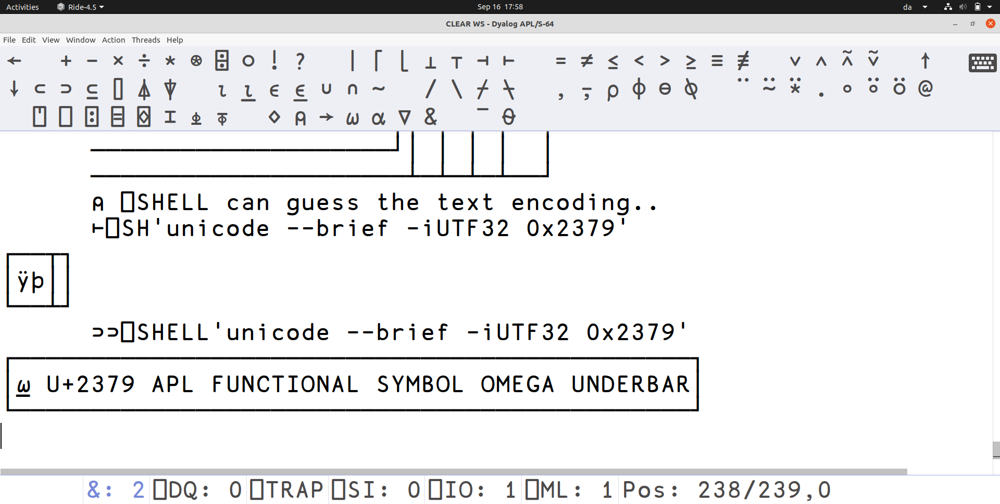 Activities Ride-4.5 Sep 16 17:58 da
CLEAR WS - Dyalog APL/S-64
File Edit View Window Action Threads Help
← + − × ÷ * ⍟ ⌹ ○ ! ? | ⌈ ⌊ ⊥ ⊤ ⊣ ⊢ = ≠ ≤ < > ≥ ≡ ≢ ∨ ∧ ⍲ ⍱ ↑
↓ ⊂ ⊃ ⊆ ⌷ ⍋ ⍒ ⍳ ⍸ ∊ ⍷ ∪ ∩ ~ / \ ⌿ ⍀ , ⍪ ⍴ ⌽ ⊖ ⍉ ¨ ⍨ ⍣ . ∘ ⍤ ⍥ @
⍞ ⎕ ⍠ ⌸ ⌺ ⌶ ⍎ ⍕ ⋄ ⍝ → ⍵ ⍺ ∇ & ¯ ⍬
⍝ ⎕SHELL can guess the text encoding..
⊢⎕SH'unicode --brief -iUTF32 0x2379'
ÿþ
⊃⊃⎕SHELL'unicode --brief -iUTF32 0x2379'
⍹ U+2379 APL FUNCTIONAL SYMBOL OMEGA UNDERBAR
&: 2 ⎕DQ: 0 ⎕TRAP ⎕SI: 0 ⎕IO: 1 ⎕ML: 1 Pos: 238/239,0